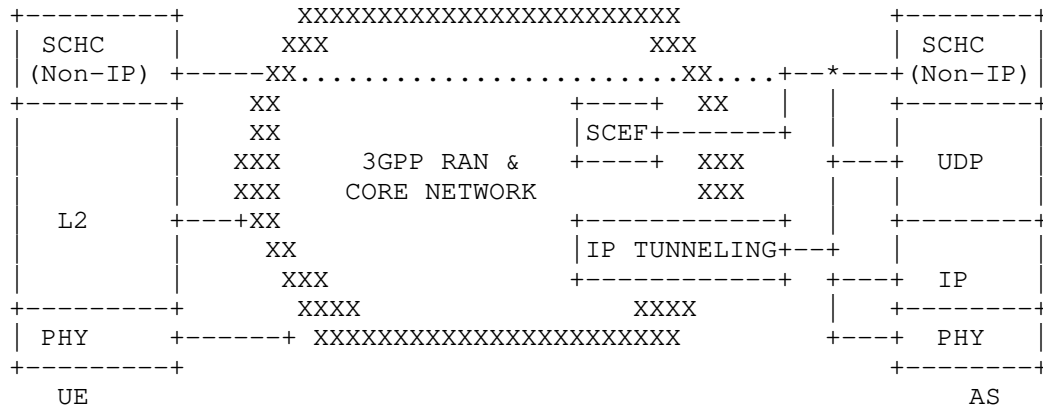 SCHC SCHC
(Non-IP) (Non-IP)
SCEF
3GPP RAN & UDP
CORE NETWORK
L2
IP TUNNELING
IP
PHY PHY
UE AS